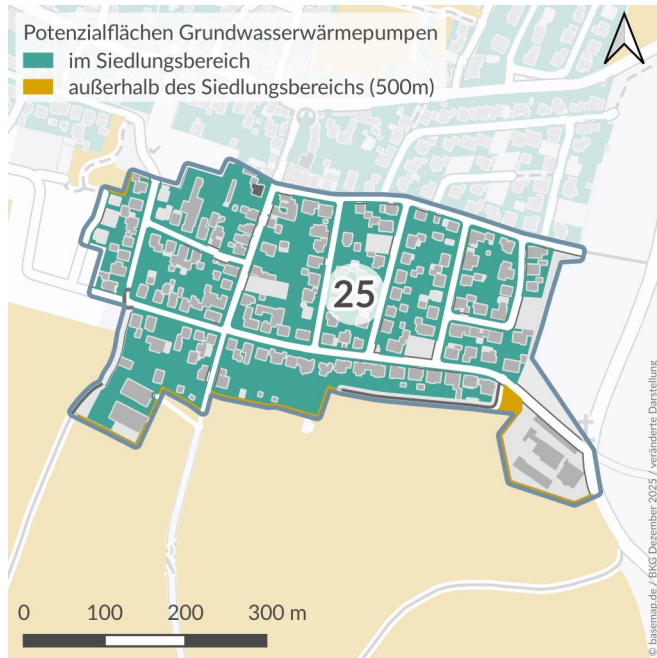 Potenzialflächen Grundwasserwärmepumpen
im Siedlungsbereich
außerhalb des Siedlungsbereichs (500m)
25
0 100 200 300 m
© basemap.de / BKG Dezember 2025 / veränderte Darstellung